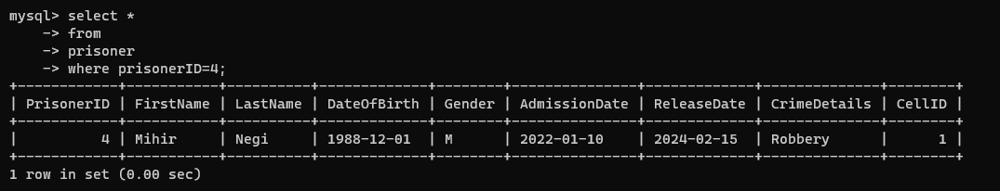 mysql> select *
    -> from
    -> prisoner
    -> where prisonerID=4;
+------------+-----------+----------+-------------+--------+---------------+-------------+--------------+--------+
| PrisonerID | FirstName | LastName | DateOfBirth | Gender | AdmissionDate | ReleaseDate | CrimeDetails | CellID |
+------------+-----------+----------+-------------+--------+---------------+-------------+--------------+--------+
|          4 | Mihir     | Negi     | 1988-12-01  | M      | 2022-01-10    | 2024-02-15  | Robbery      |      1 |
+------------+-----------+----------+-------------+--------+---------------+-------------+--------------+--------+
1 row in set (0.00 sec)